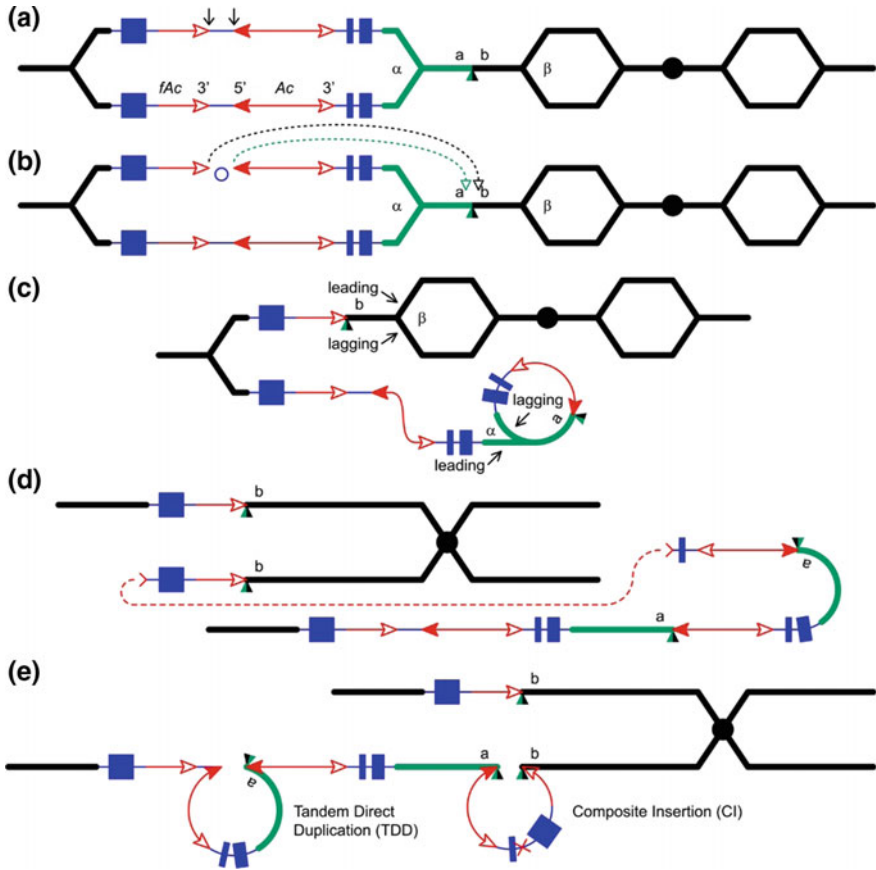 (a)
a b
α β
fAc 3' 5' Ac 3'
(b)
a b
α β
(c)
leading
b
β
lagging
lagging
a
α
leading
(d)
b
a
b
a
(e)
b
a b
a
Tandem Direct
Duplication (TDD)
Composite Insertion (CI)